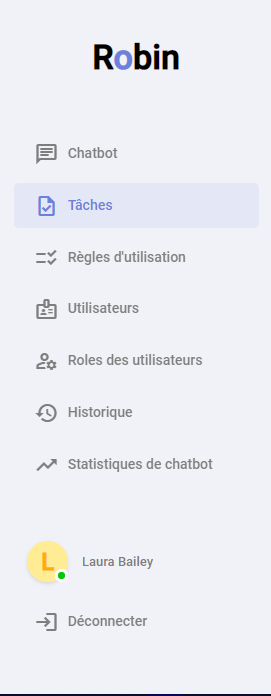 Robin
Chatbot
Tâches
Règles d'utilisation
Utilisateurs
Roles des utilisateurs
Historique
Statistiques de chatbot
L
Laura Bailey
Déconnecter